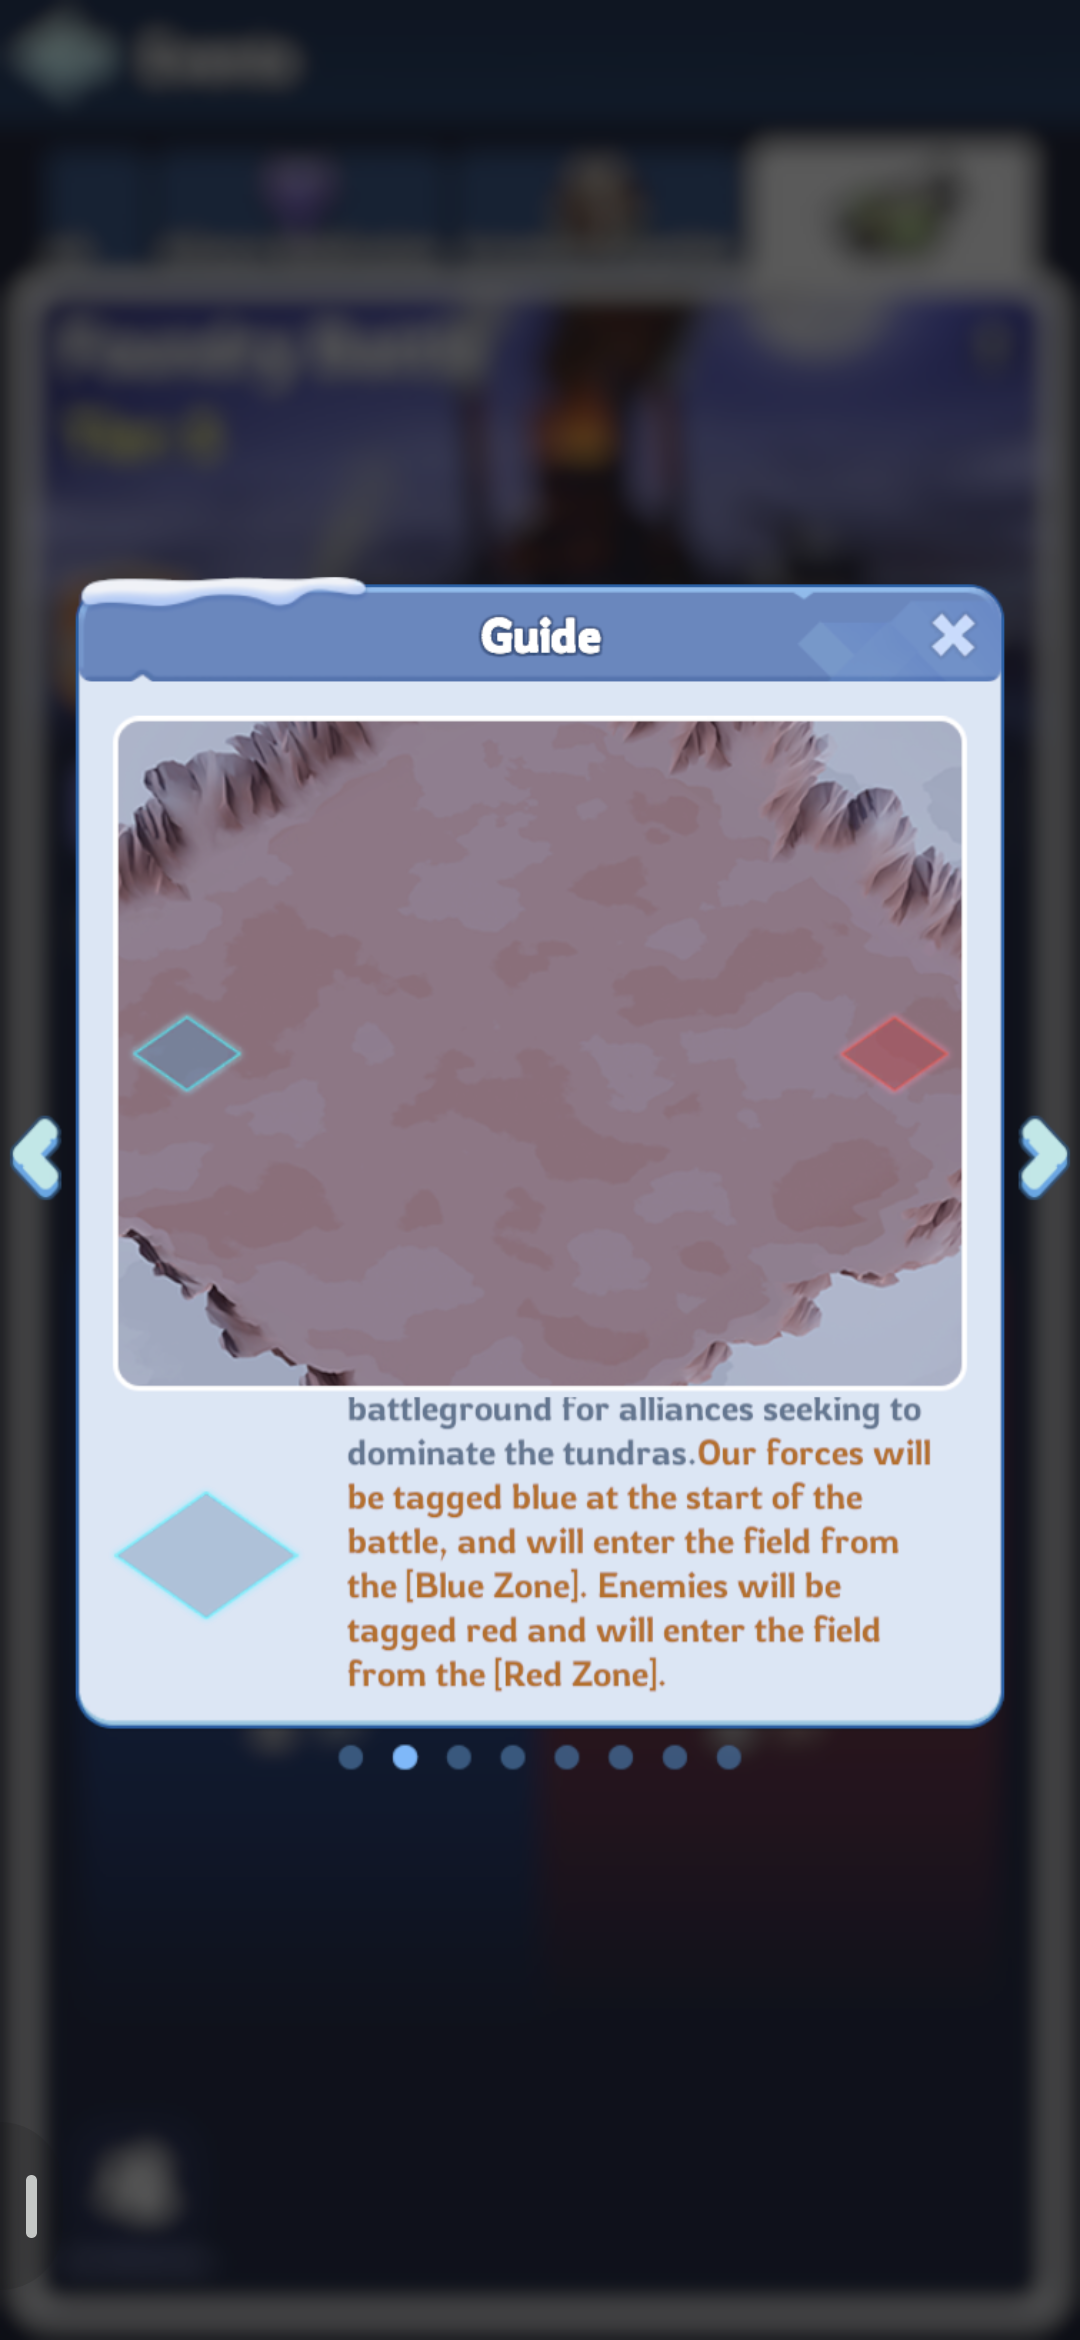 Guide
battleground for alliances seeking to
dominate the tundras.Our forces will
be tagged blue at the start of the
battle, and will enter the field from
the [Blue Zone]. Enemies will be
tagged red and will enter the field
from the [Red Zone].